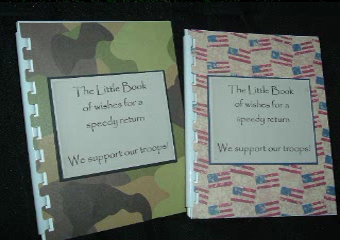 The Little Book
of wishes for a
speedy return
We support our troops!
The Little Book
of wishes for a
speedy return
We support our troops!